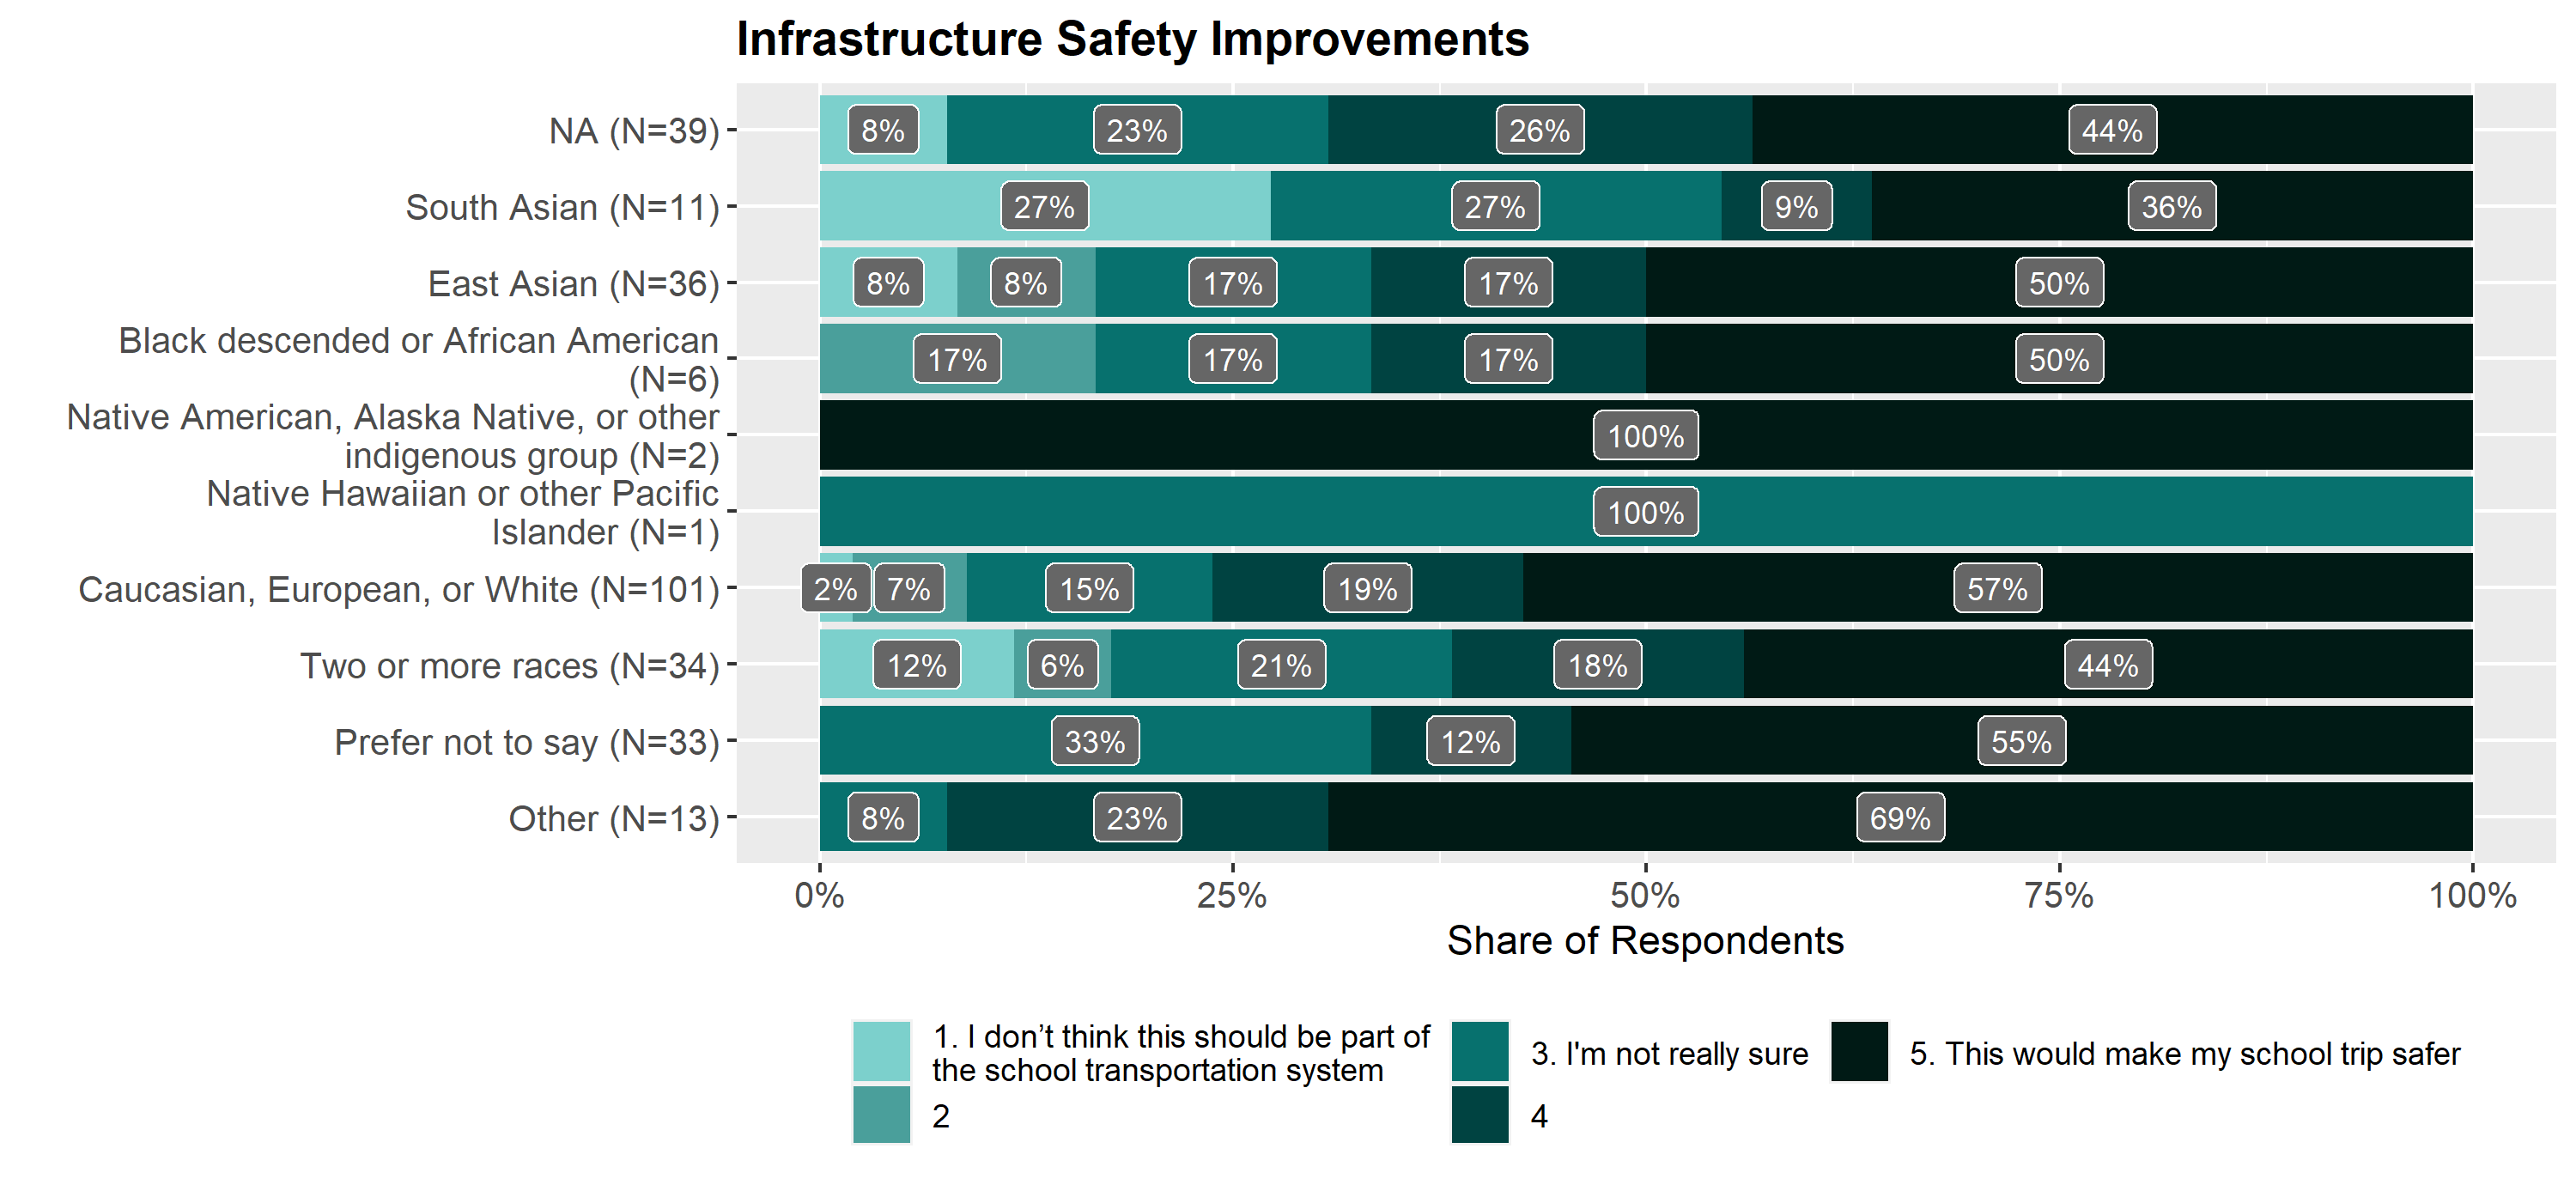 Infrastructure Safety Improvements
NA (N=39)
8%
23%
26%
44%
South Asian (N=11)
27%
27%
9%
36%
East Asian (N=36)
8%
8%
17%
17%
50%
Black descended or African American
(N=6)
17%
17%
17%
50%
Native American, Alaska Native, or other
indigenous group (N=2)
100%
Native Hawaiian or other Pacific
Islander (N=1)
100%
Caucasian, European, or White (N=101)
2%
7%
15%
19%
57%
Two or more races (N=34)
12%
6%
21%
18%
44%
Prefer not to say (N=33)
33%
12%
55%
Other (N=13)
8%
23%
69%
0%
25%
50%
75%
100%
Share of Respondents
1. I don’t think this should be part of
the school transportation system
2
3. I'm not really sure
4
5. This would make my school trip safer